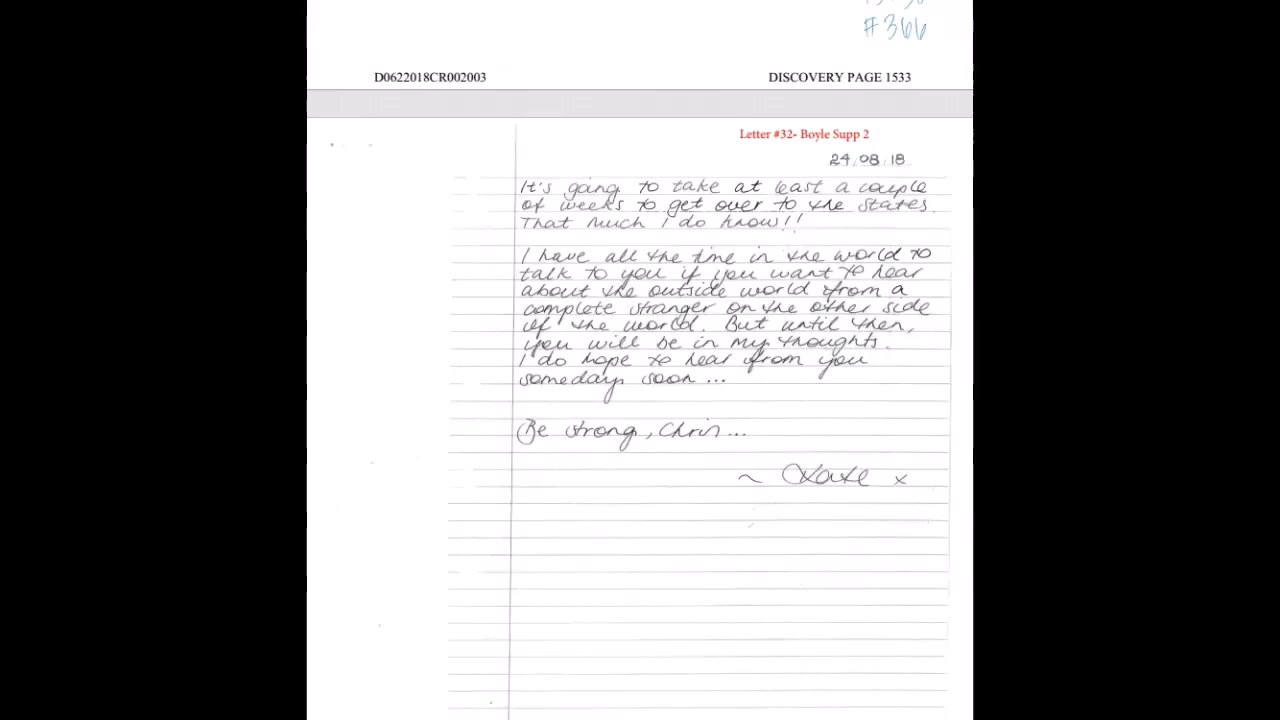 #366
D0622018CR002003
DISCOVERY PAGE 1533
Letter #32- Boyle Supp 2
24.08.18
It's going to take at least a couple
of weeks to get over to the states.
That much I do know!!
I have all the time in the world to
talk to you if you want to hear
about the outside world from a
complete stranger on the other side
of the world. But until then,
you will be in my thoughts.
I do hope to hear from you
someday soon...
Be strong, Chris...
~ x